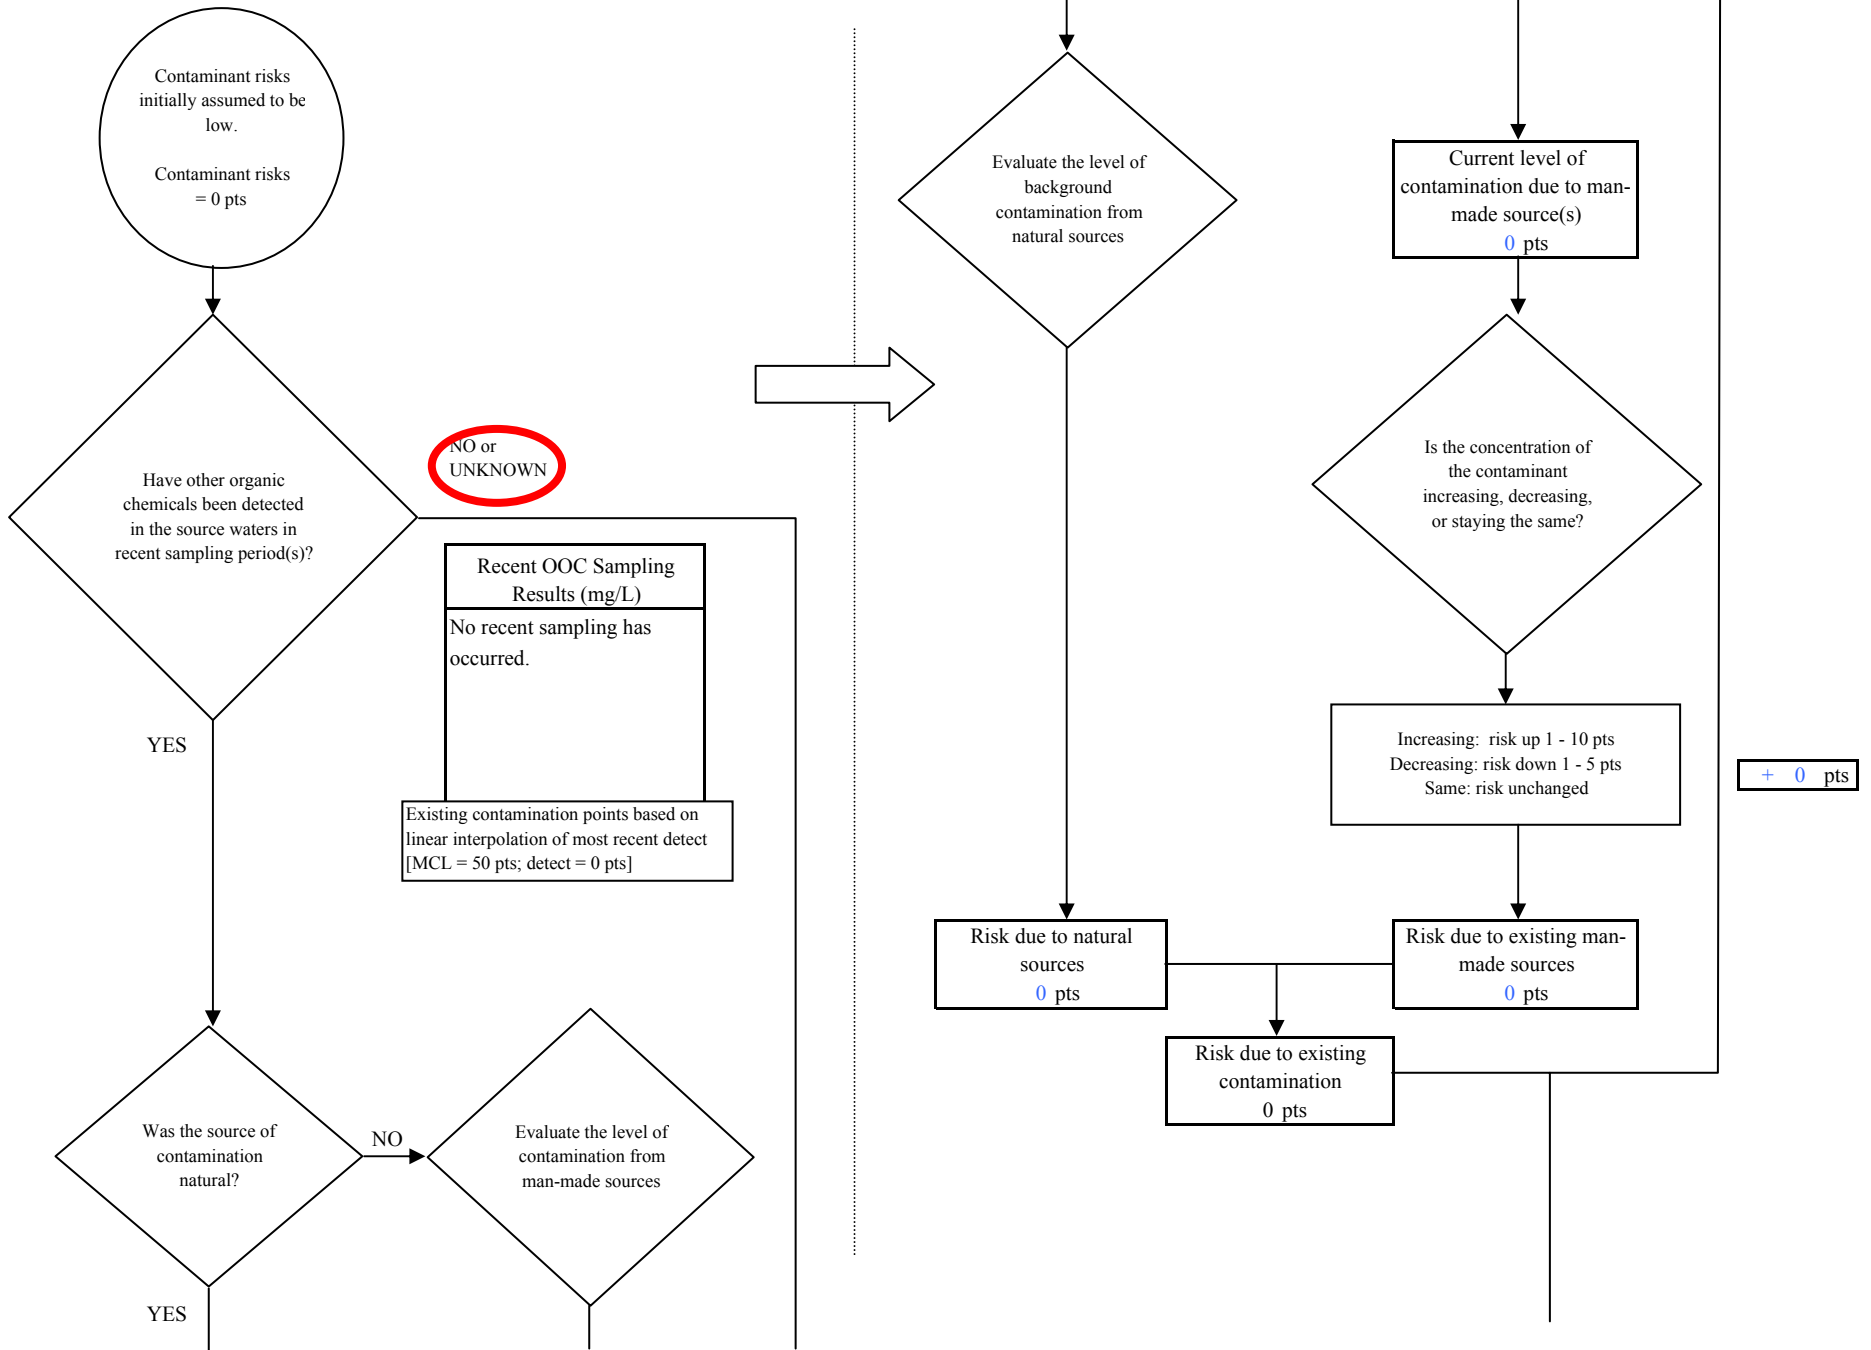 Contaminant risks
initially assumed to be
low.
Contaminant risks
= 0 pts
Have other organic
chemicals been detected
in the source waters in
recent sampling period(s)?
NO or
UNKNOWN
Recent OOC Sampling
Results (mg/L)
No recent sampling has
occurred.
Existing contamination points based on
linear interpolation of most recent detect
[MCL = 50 pts; detect = 0 pts]
YES
Was the source of
contamination
natural?
NO
Evaluate the level of
contamination from
man-made sources
YES
Evaluate the level of
background
contamination from
natural sources
Current level of
contamination due to man-
made source(s)
0 pts
Is the concentration of
the contaminant
increasing, decreasing,
or staying the same?
Increasing: risk up 1 - 10 pts
Decreasing: risk down 1 - 5 pts
Same: risk unchanged
+ 0 pts
Risk due to natural
sources
0 pts
Risk due to existing man-
made sources
0 pts
Risk due to existing
contamination
0 pts